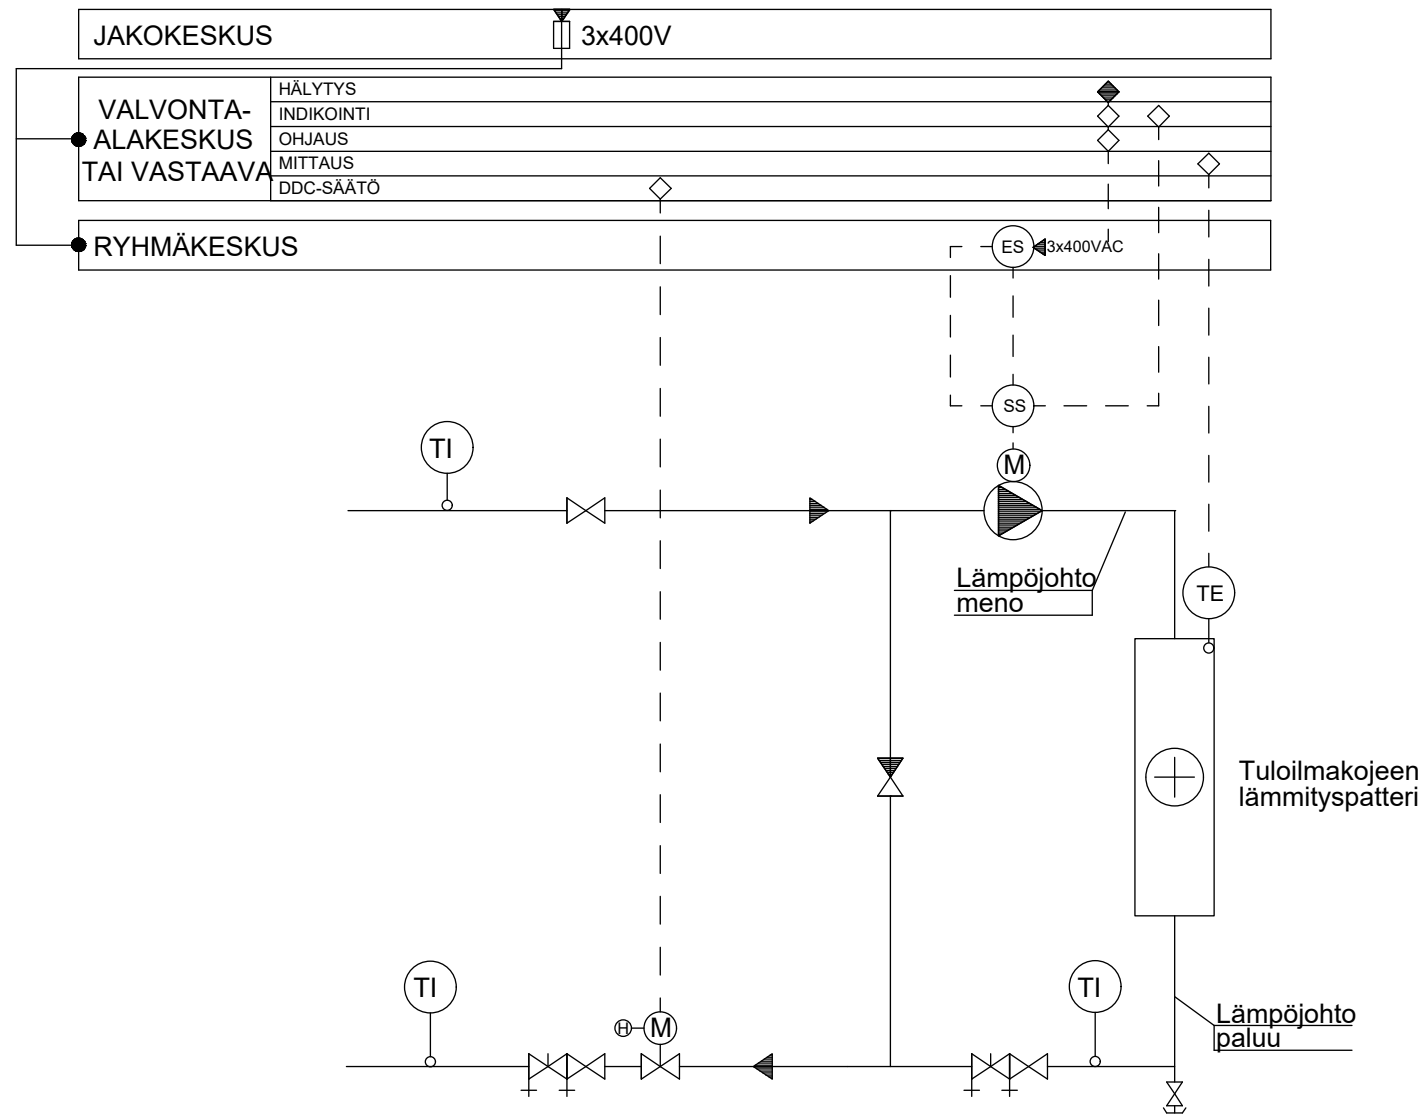 JAKOKESKUS
3x400V
VALVONTA-
ALAKESKUS
TAI VASTAAVA
HÄLYTYS
INDIKOINTI
OHJAUS
MITTAUS
DDC-SÄÄTÖ
RYHMÄKESKUS
ES
3x400VAC
SS
TI
M
Lämpöjohto
meno
TE
Tuloilmakojeen
lämmityspatteri
TI
H
M
TI
Lämpöjohto
paluu